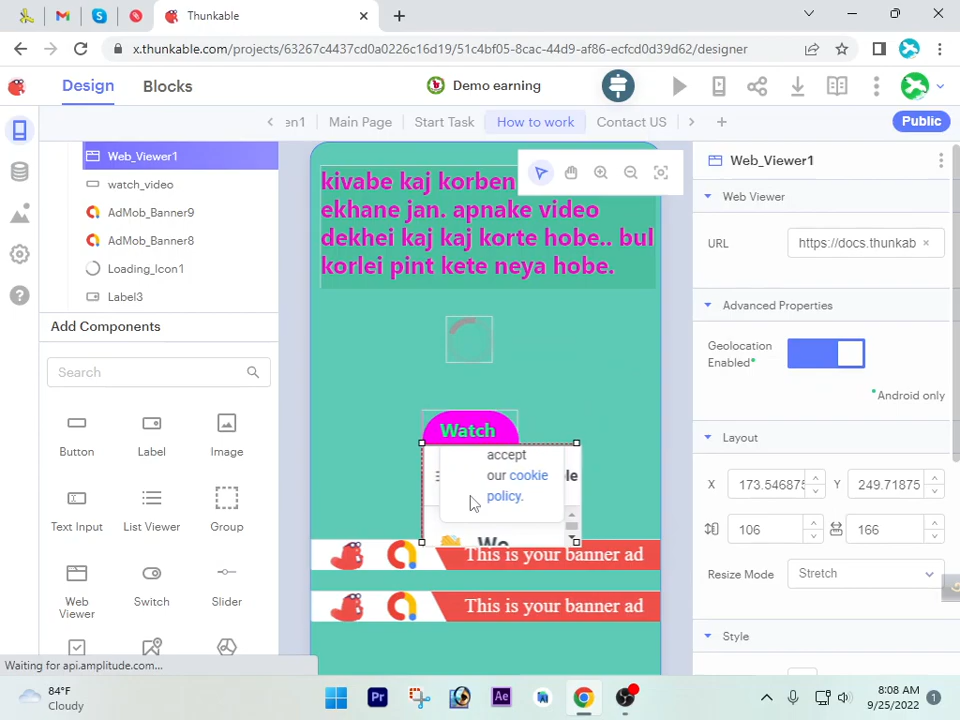 Thunkable
x.thunkable.com/projects/63267c4437cd0a0226c16d19/51c4bf05-8cac-44d9-af86-ecfcd0d39d62/designer
Design
Blocks
Demo earning
en1
Main Page
Start Task
How to work
Contact US
Public
Web_Viewer1
watch_video
AdMob_Banner9
AdMob_Banner8
Loading_Icon1
Label3
Add Components
Search
Button
Label
Image
Text Input
List Viewer
Group
Web Viewer
Switch
Slider
kivabe kaj korben
ekhane jan. apnake video
dekhei kaj kaj korte hobe.. bul
korlei pint kete neya hobe.
Watch
accept
our cookie
policy.
le
We
This is your banner ad
This is your banner ad
Web_Viewer1
Web Viewer
URL
https://docs.thunkab
Advanced Properties
Geolocation
Enabled*
*Android only
Layout
X
173.546875
Y
249.71875
106
166
Resize Mode
Stretch
Style
Waiting for api.amplitude.com...
84°F
Cloudy
8:08 AM
9/25/2022
1